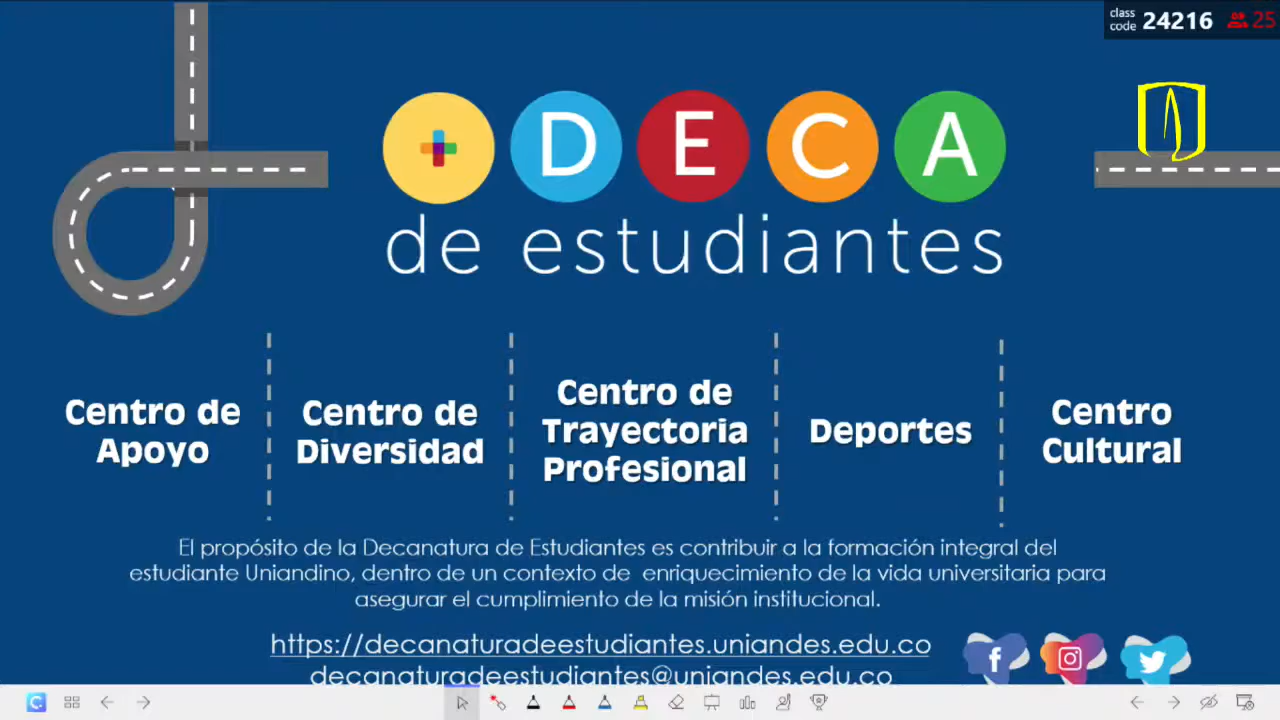 class code 24216 25
+ D E C A
de estudiantes
Centro de
Apoyo
Centro de
Diversidad
Centro de
Trayectoria
Profesional
Deportes
Centro
Cultural
El propósito de la Decanatura de Estudiantes es contribuir a la formación integral del
estudiante Uniandino, dentro de un contexto de enriquecimiento de la vida universitaria para
asegurar el cumplimiento de la misión institucional.
https://decanaturadeestudiantes.uniandes.edu.co
decanaturadeestudiantes@uniandes.edu.co